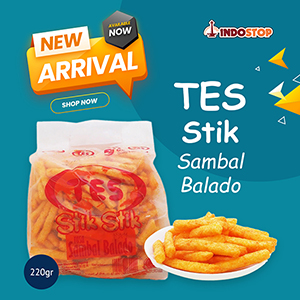 NEW
AVAILABLE
NOW
ARRIVAL
SHOP NOW
INDOSTOP
TES
Stik
Sambal
Balado
TES
Stik Stik
Sambal Balado
220gr